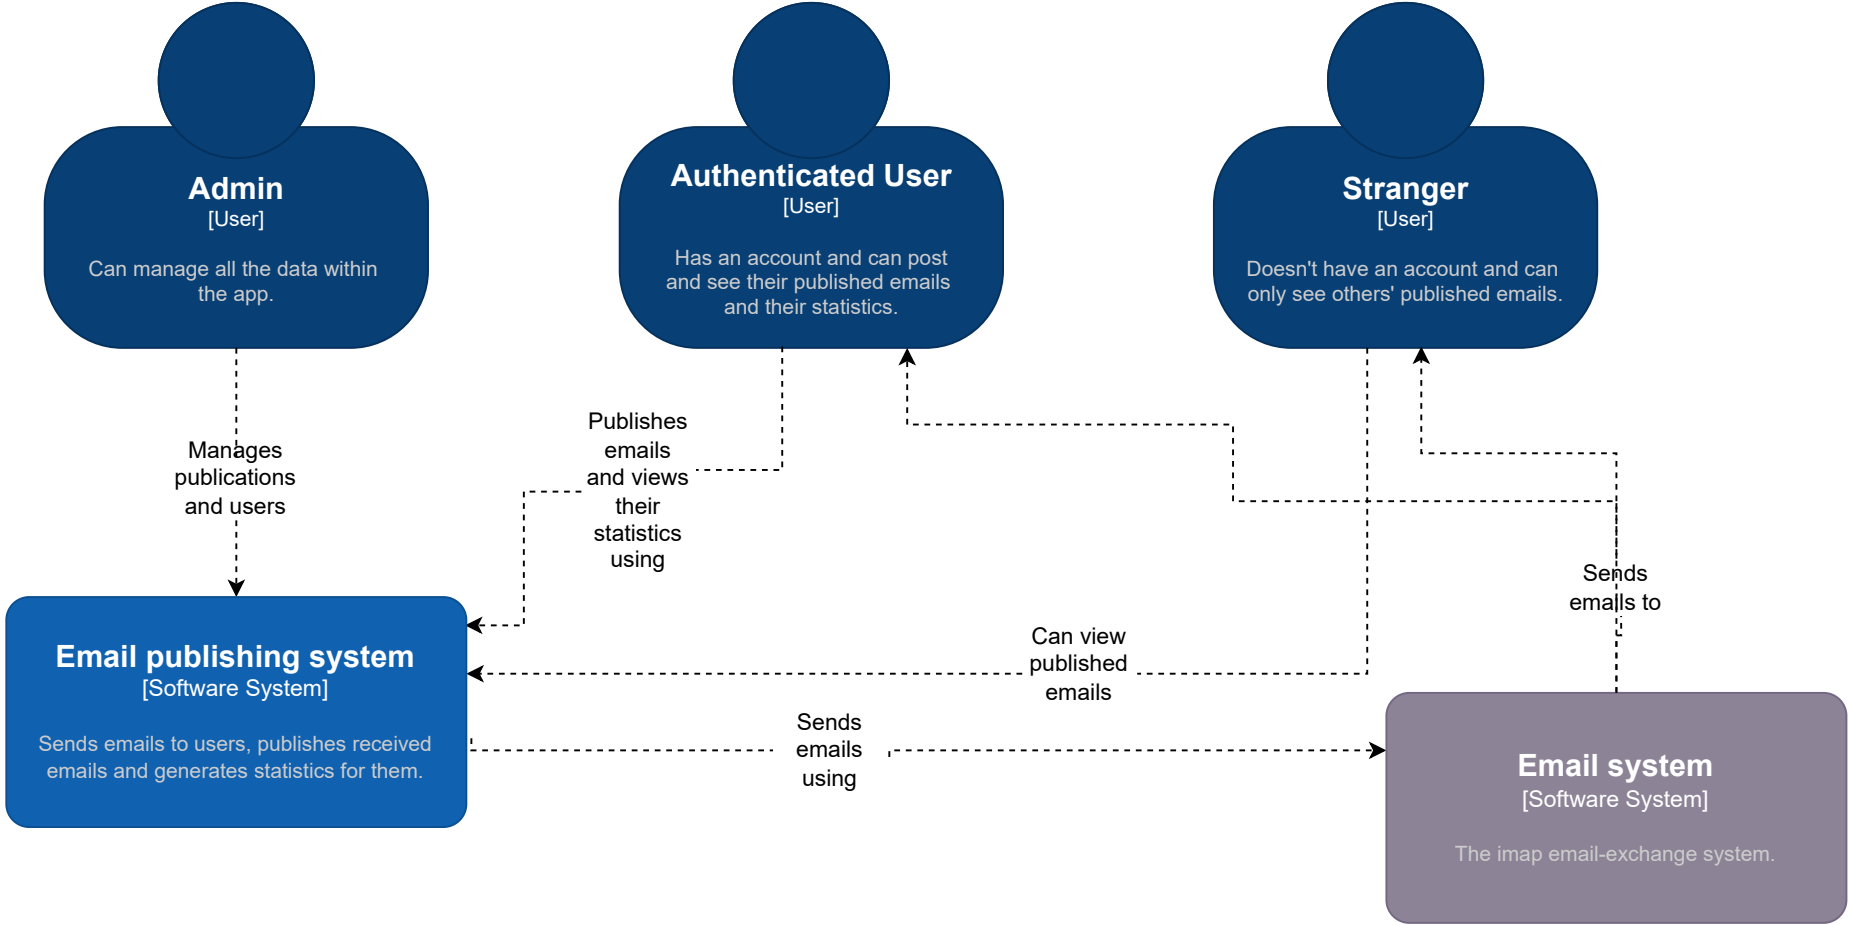 Admin
[User]
Can manage all the data within
the app.
Authenticated User
[User]
Has an account and can post
and see their published emails
and their statistics.
Stranger
[User]
Doesn't have an account and can
only see others' published emails.
Manages
publications
and users
Publishes
emails
and views
their
statistics
using
Sends
emails to
Can view
published
emails
Sends
emails
using
Email publishing system
[Software System]
Sends emails to users, publishes received
emails and generates statistics for them.
Email system
[Software System]
The imap email-exchange system.